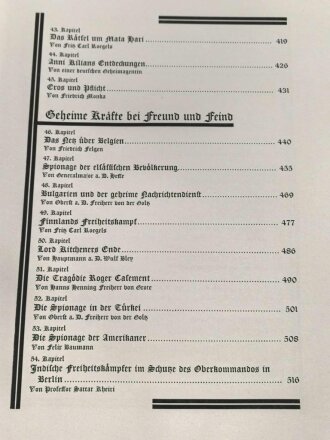 43. Kapitel
Das Rätsel um Mata Hari 419
Von Fritz Carl Roegels
44. Kapitel
Anni Kilians Entdeckungen 426
Von einer deutschen Geheimagentin
45. Kapitel
Eros und Pflicht 431
Von Friedrich Monka
Geheime Kräfte bei Freund und Feind
46. Kapitel
Das Netz über Belgien 440
Von Friedrich Felgen
47. Kapitel
Spionage der elsässischen Bevölkerung 455
Von Generalmajor a. D. Hesse
48. Kapitel
Bulgarien und der geheime Nachrichtendienst 469
Von Oberst a. D. Freiherr von der Goltz
49. Kapitel
Finnlands Freiheitskampf 477
Von Fritz Carl Roegels
50. Kapitel
Lord Kitcheners Ende 486
Von Hauptmann a. D. Wulf Bley
51. Kapitel
Die Tragödie Roger Casement 490
Von Hanns Henning Freiherr von Grote
52. Kapitel
Die Spionage in der Türkei 501
Von Oberst a. D. Freiherr von der Goltz
53. Kapitel
Die Spionage der Amerikaner 508
Von Felix Baumann
54. Kapitel
Indische Freiheitskämpfer im Schutze des Oberkommandos in
Berlin 516
Von Professor Sattar Kheiri